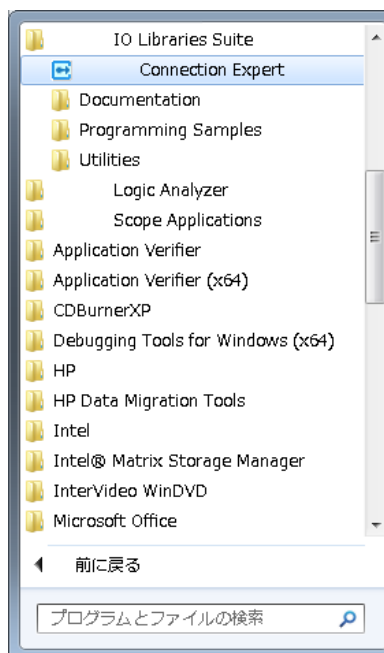 IO Libraries Suite
Connection Expert
Documentation
Programming Samples
Utilities
Logic Analyzer
Scope Applications
Application Verifier
Application Verifier (x64)
CDBurnerXP
Debugging Tools for Windows (x64)
HP
HP Data Migration Tools
Intel
Intel® Matrix Storage Manager
InterVideo WinDVD
Microsoft Office
前に戻る
プログラムとファイルの検索